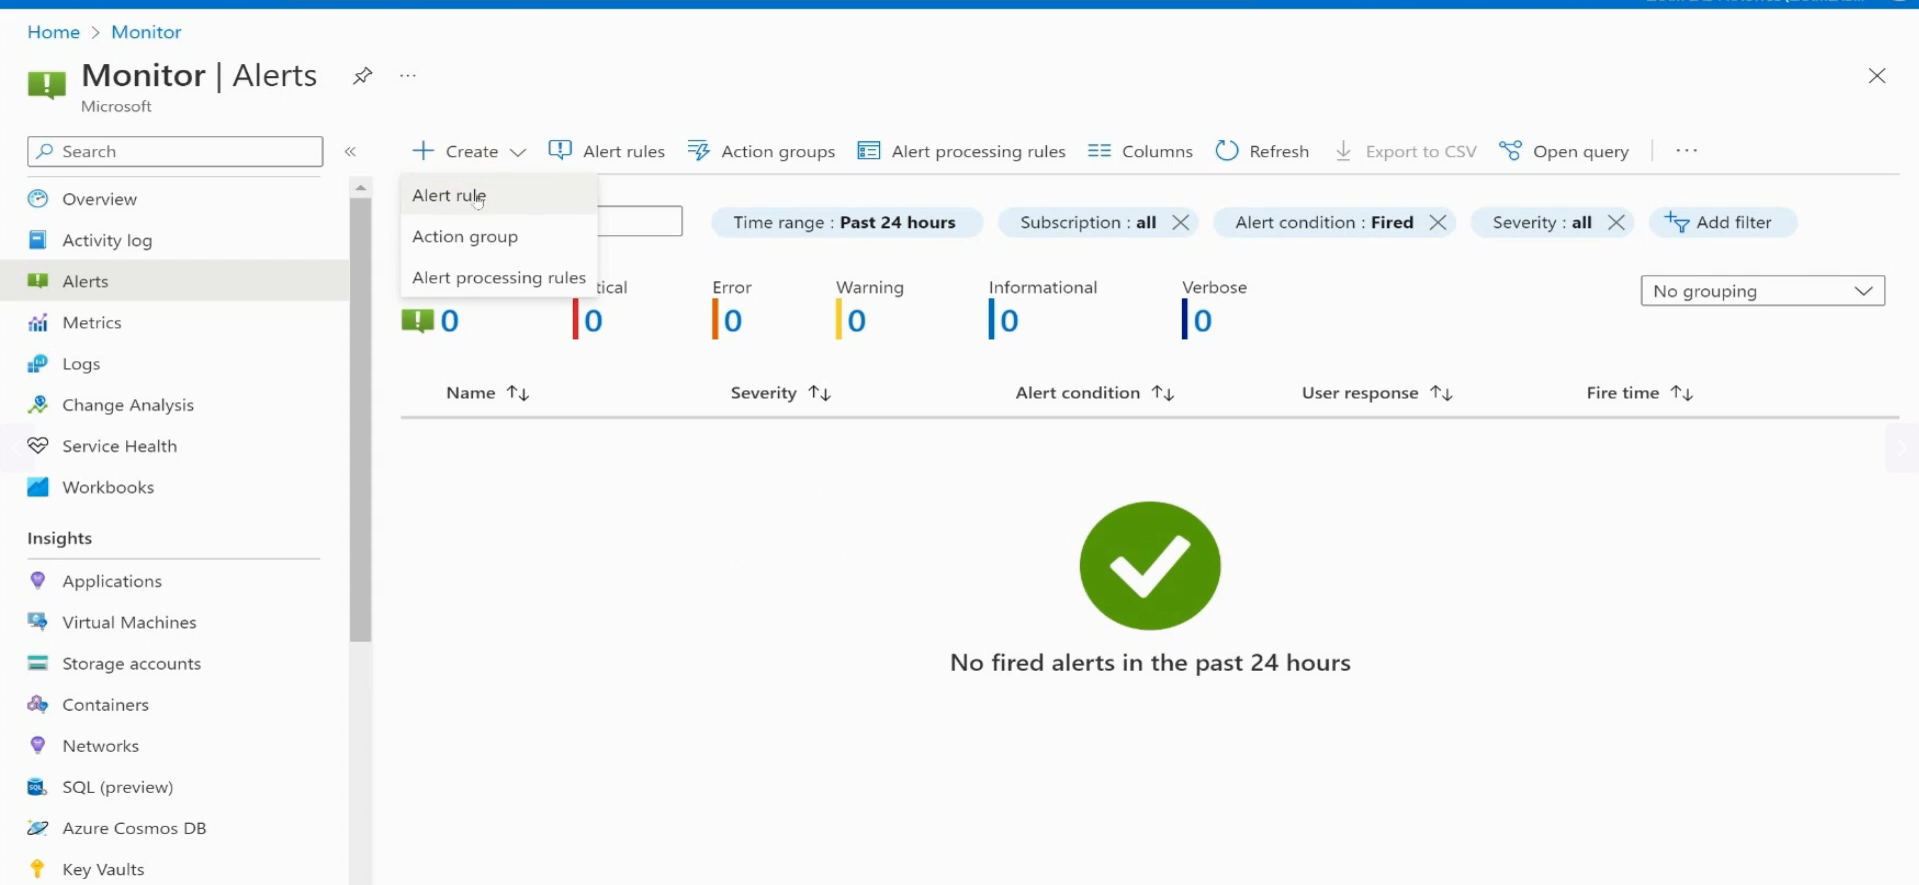 Home > Monitor
Monitor | Alerts
Microsoft
Search
Overview
Activity log
Alerts
Metrics
Logs
Change Analysis
Service Health
Workbooks
Insights
Applications
Virtual Machines
Storage accounts
Containers
Networks
SQL (preview)
Azure Cosmos DB
Key Vaults
Create Alert rules Action groups Alert processing rules Columns Refresh Export to CSV Open query
Alert rule
Action group
Alert processing rules
Time range : Past 24 hours Subscription : all Alert condition : Fired Severity : all Add filter
tical Error Warning Informational Verbose No grouping
0 0 0 0 0 0
Name Severity Alert condition User response Fire time
No fired alerts in the past 24 hours